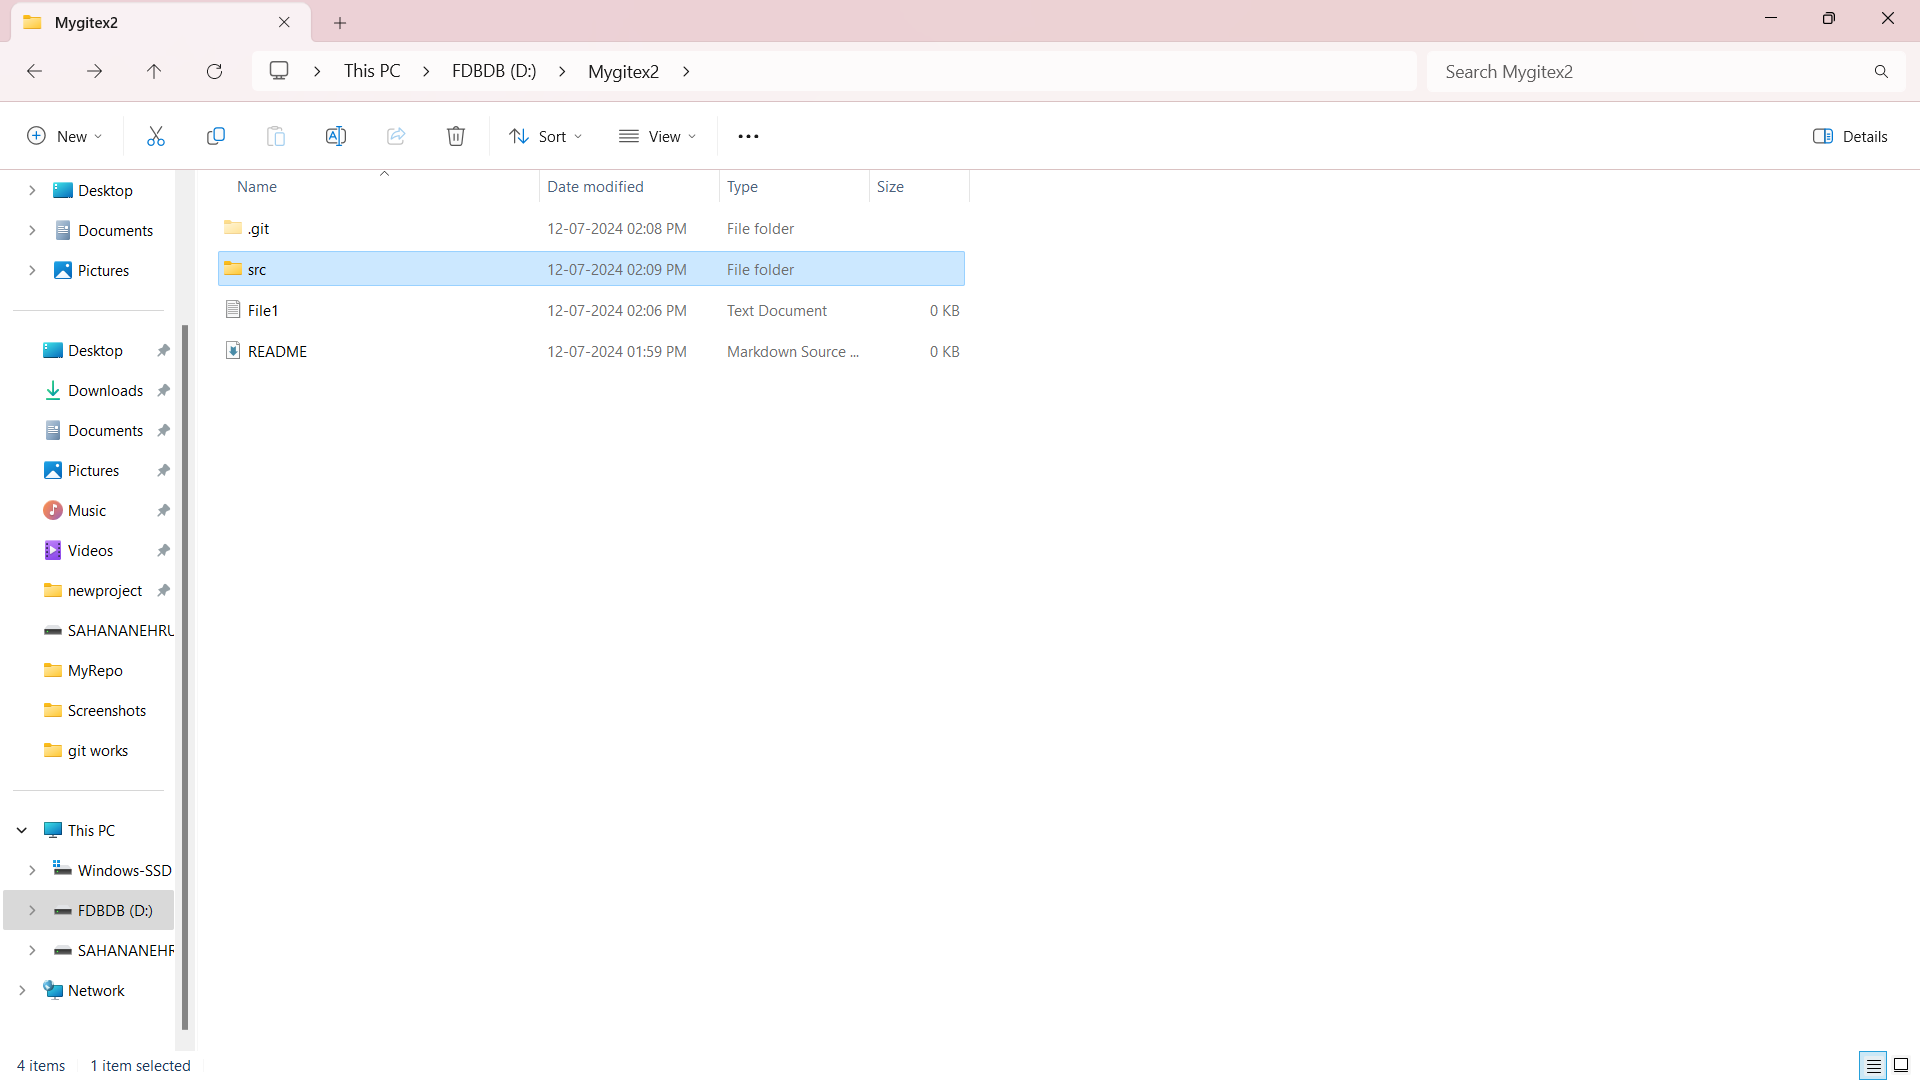 Mygitex2
This PC
FDBDB (D:)
Mygitex2
Search Mygitex2
New
Sort
View
Details
Desktop
Documents
Pictures
Desktop
Downloads
Documents
Pictures
Music
Videos
newproject
SAHANANEHRU
MyRepo
Screenshots
git works
This PC
Windows-SSD
FDBDB (D:)
SAHANANEHR
Network
Name Date modified Type Size
.git 12-07-2024 02:08 PM File folder
src 12-07-2024 02:09 PM File folder
File1 12-07-2024 02:06 PM Text Document 0 KB
README 12-07-2024 01:59 PM Markdown Source ... 0 KB
4 items 1 item selected